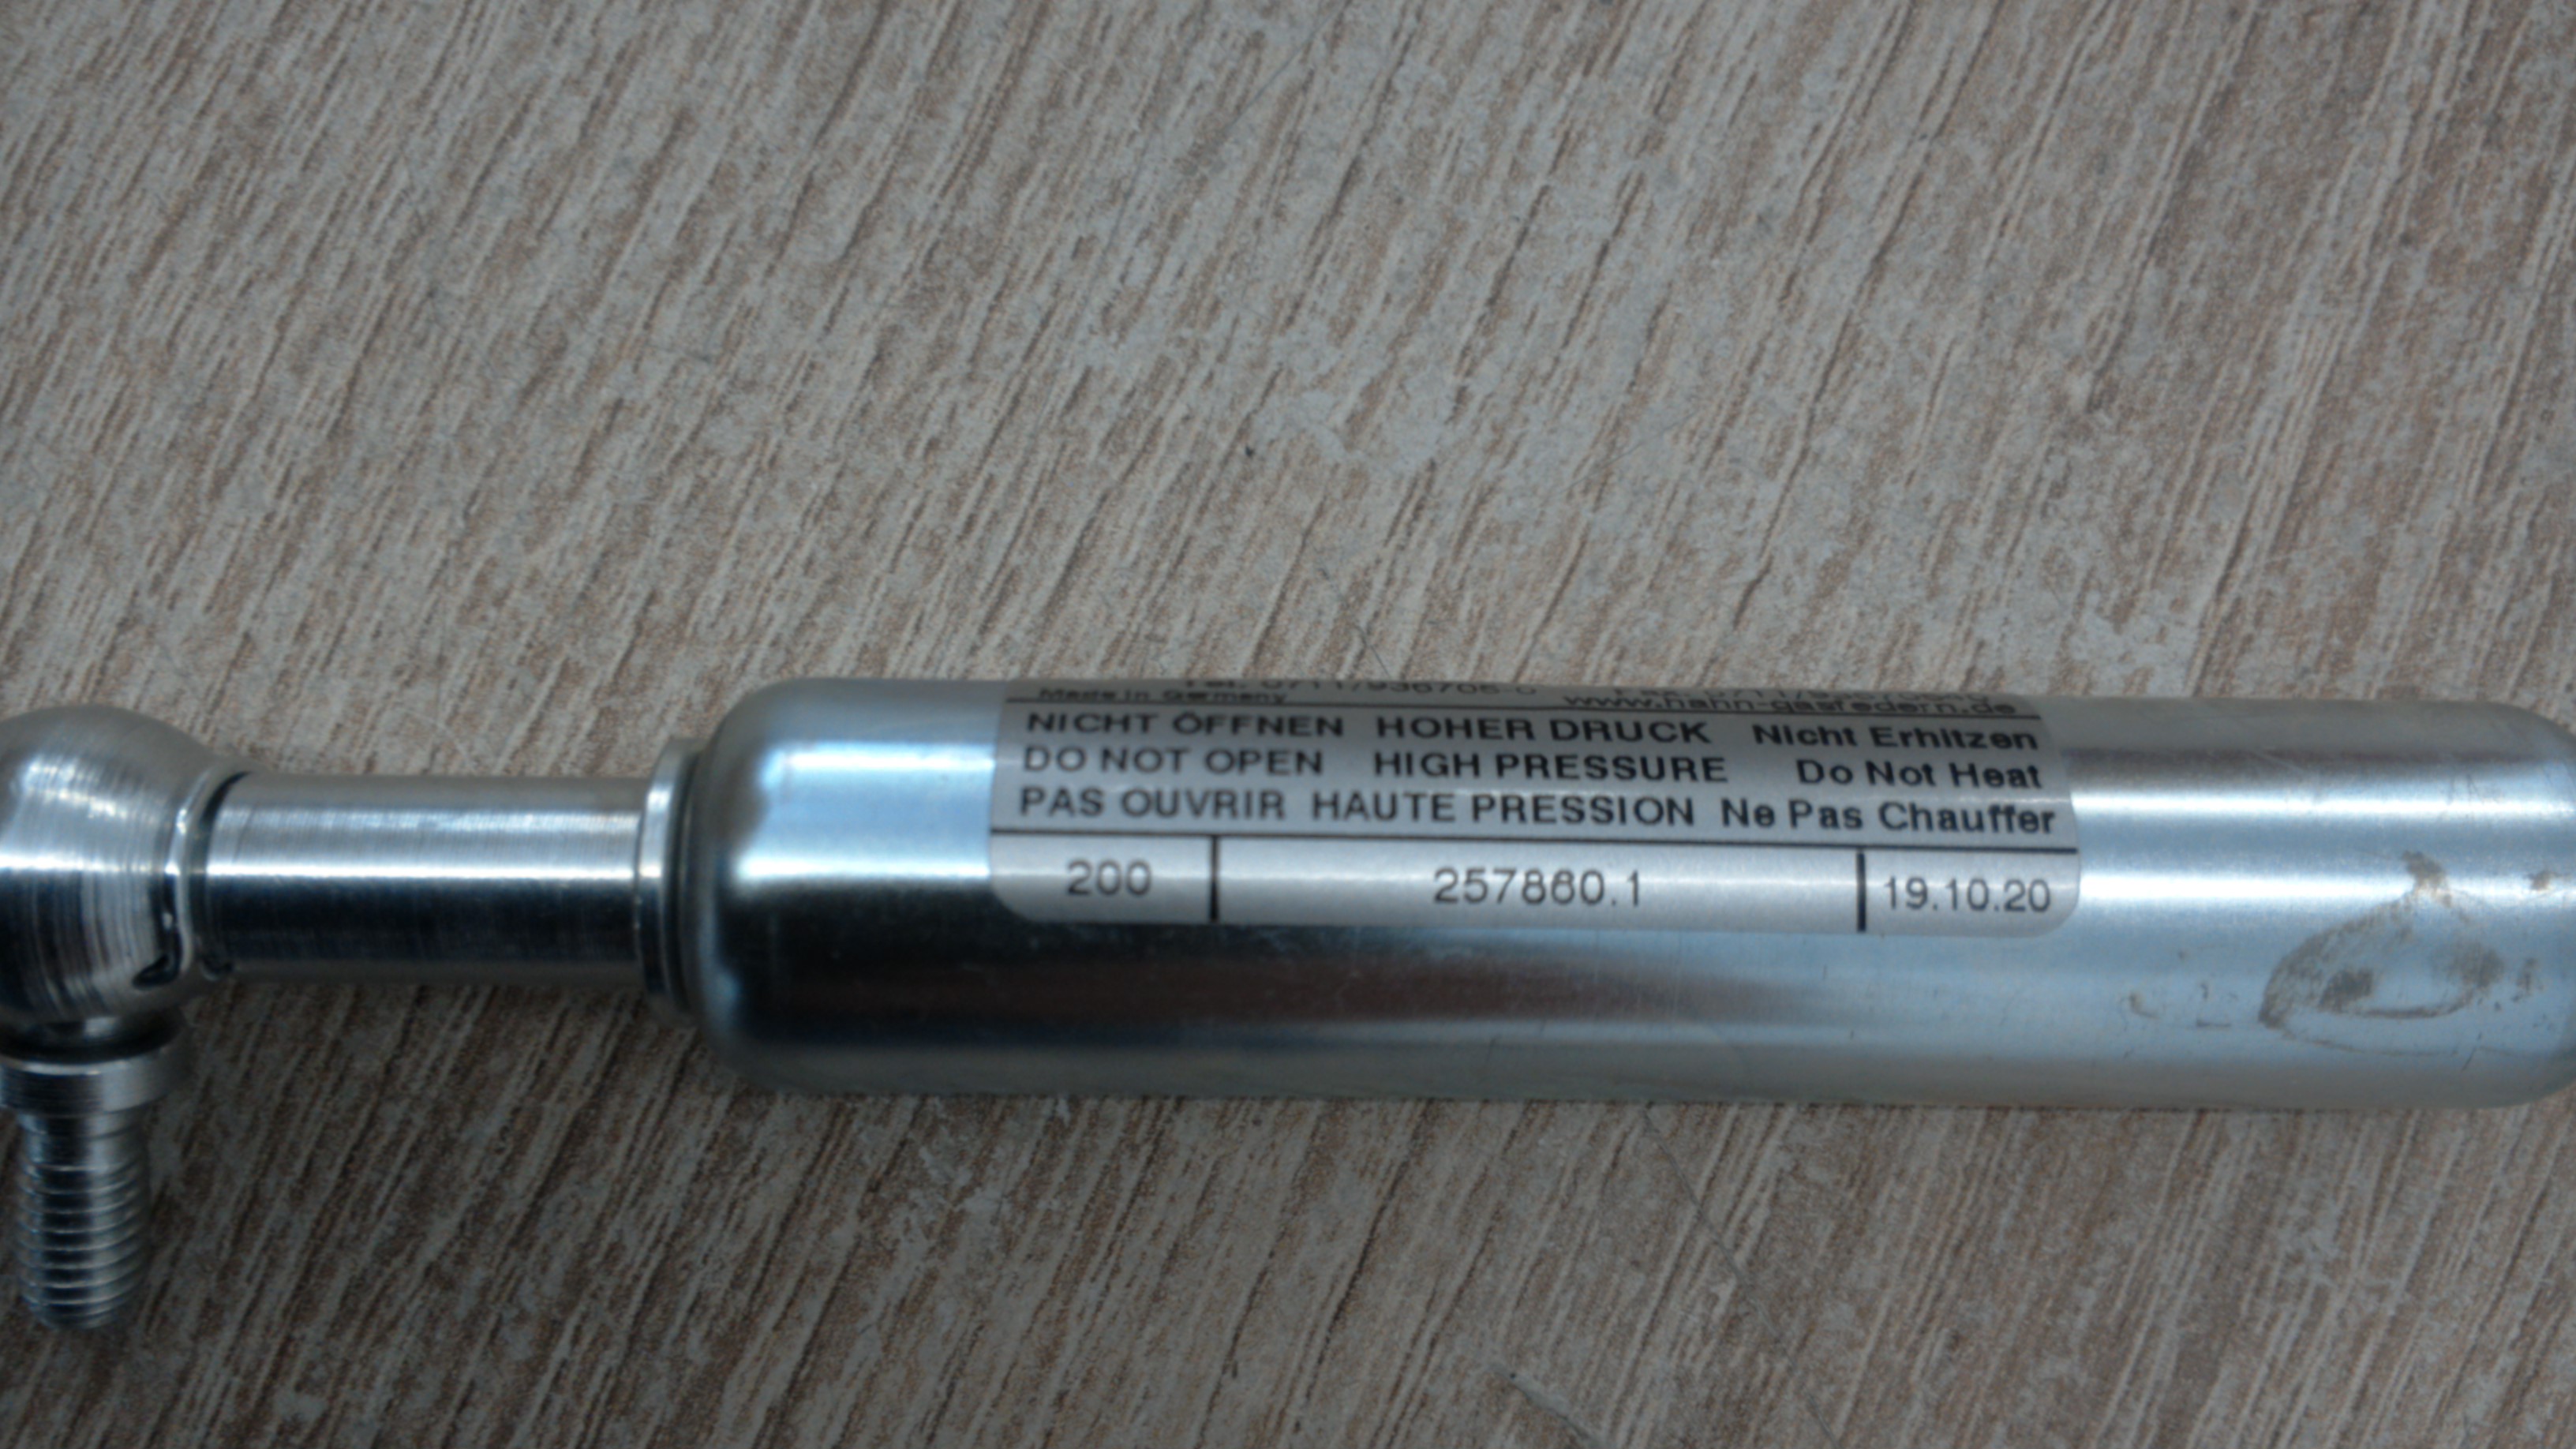 Made in Germany www.hahn-gasfedern.de
NICHT ÖFFNEN HOHER DRUCK Nicht Erhitzen
DO NOT OPEN HIGH PRESSURE Do Not Heat
PAS OUVRIR HAUTE PRESSION Ne Pas Chauffer
200 257860.1 19.10.20